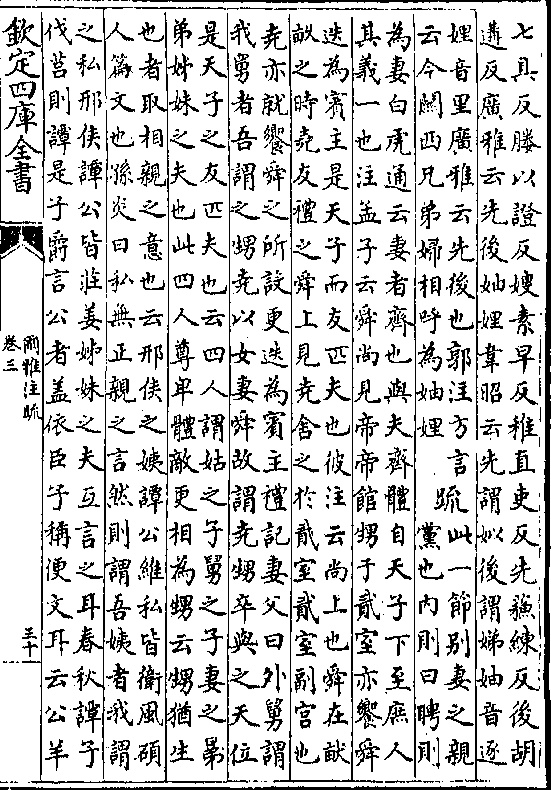 七具反媵以證反嫂素早反稚直吏反先蘓練反後胡
遘反廣雅云先後妯娌韋昭云先謂姒後謂娣妯音逐
娌音里廣雅云先後也郭注方言
云今關西兄弟婦相呼為妯娌
疏
此一節别妻之親
黨也内則曰聘則
為妻白虎通云妻者齊也與夫齊體自天子下至庶人
其義一也注孟子云舜尚見帝帝館甥于貳室亦饗舜
迭為賓主是天子而友匹夫也彼注云尚上也舜在畎
畝之時堯友禮之舜上見堯舍之於貳室貳室副宫也
堯亦就饗舜之所設更迭為賓主禮記妻父曰外舅謂
我舅者吾謂之甥堯以女妻舜故謂堯甥卒與之天位
是天子之友匹夫也云四人謂姑之子舅之子妻之晜
弟姊妹之夫也此四人尊卑體敵更相為甥云甥猶生
也者取相親之意也云邢侯之姨譚公維私皆衛風碩
人篇文也孫炎曰私無正親之言然則謂吾姨者我謂
之私邢侯譚公皆莊姜姊妹之夫互言之耳春秋譚子
伐莒則譚是子爵言公者盖依臣子稱便文耳云公羊
欽定四庫全書
爾雅注疏
卷三
三十